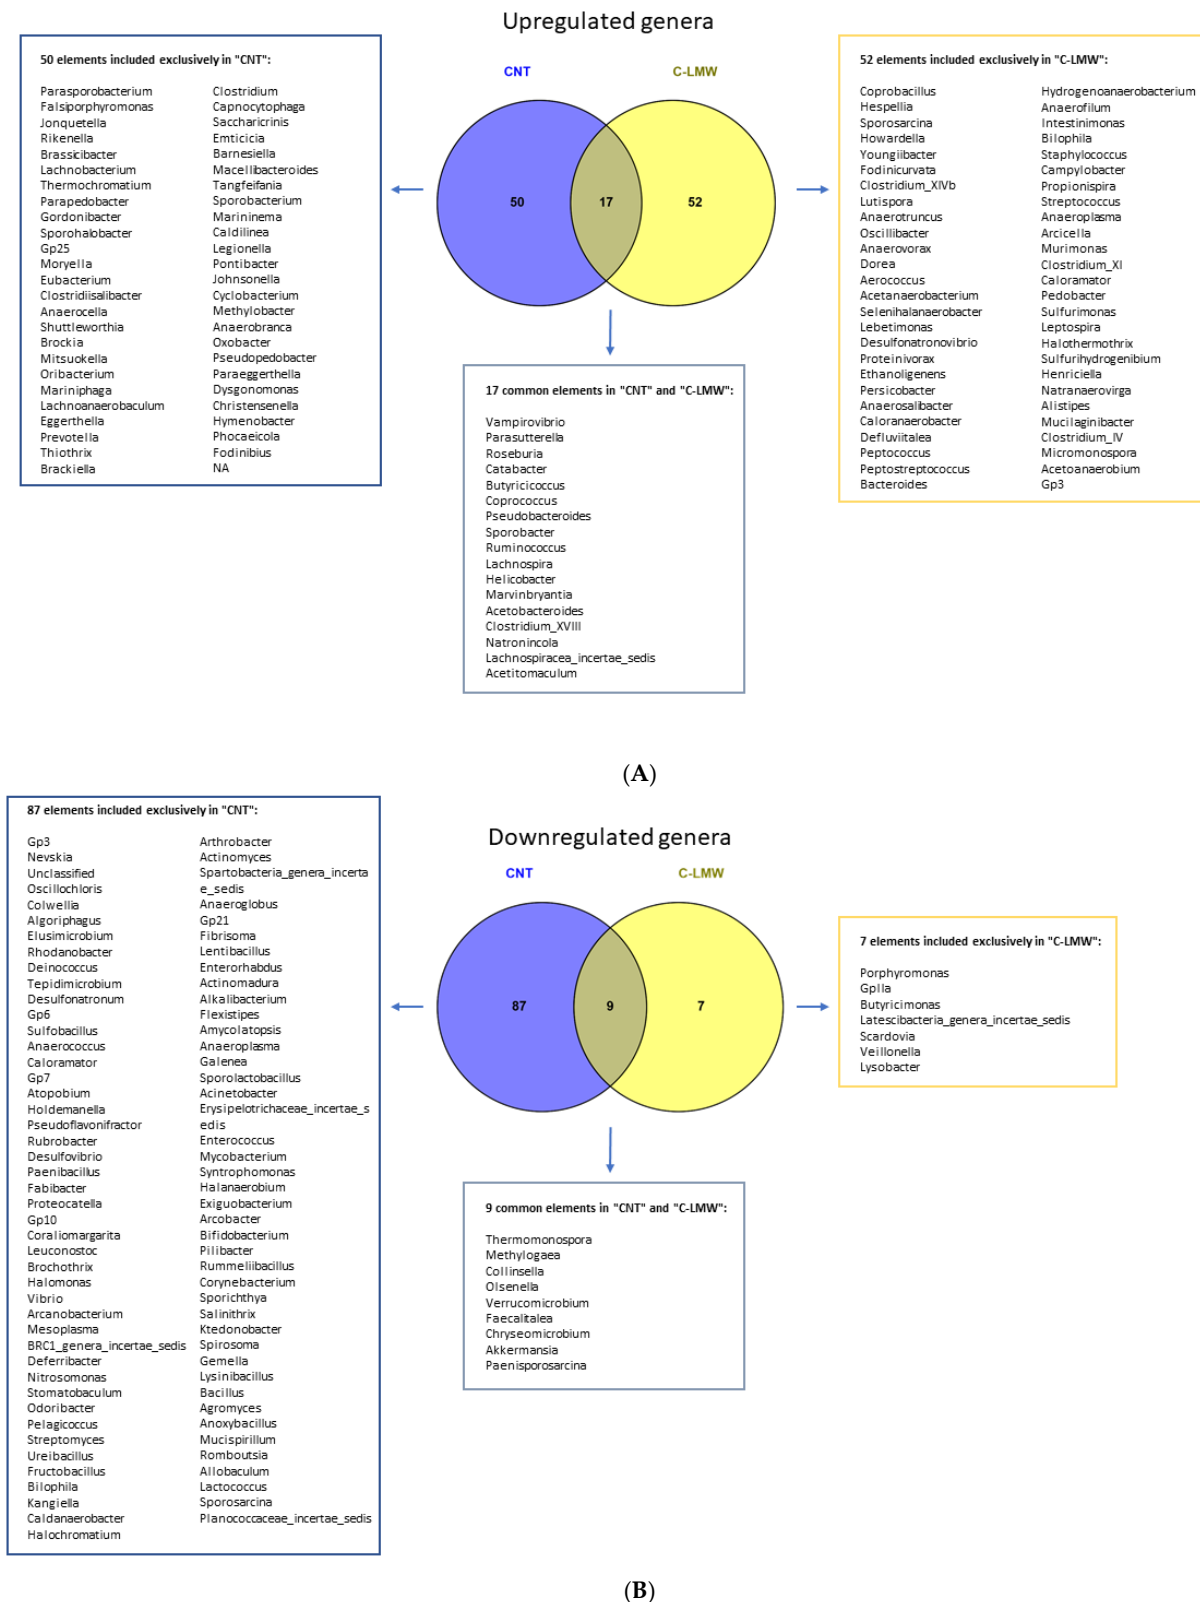 Upregulated genera
50 elements included exclusively in "CNT":
Parasporobacterium
Falsiporphyromonas
Jonquetella
Rikenella
Brassicibacter
Lachnobacterium
Thermochromatium
Parapedobacter
Gordonibacter
Sporohalobacter
Gp25
Moryella
Eubacterium
Clostridiisalibacter
Anaerocella
Shuttleworthia
Brockia
Mitsuokella
Oribacterium
Mariniphaga
Lachnoanaerobaculum
Eggerthella
Prevotella
Thiothrix
Brackiella
Clostridium
Capnocytophaga
Saccharicrinis
Emticicia
Barnesiella
Macellibacteroides
Tangfeifania
Sporobacterium
Marininema
Caldilinea
Legionella
Pontibacter
Johnsonella
Cyclobacterium
Methylobacter
Anaerobranca
Oxobacter
Pseudopedobacter
Paraeggerthella
Dysgonomonas
Christensenella
Hymenobacter
Phocaeicola
Fodinibius
NA
CNT
C-LMW
50
17
52
52 elements included exclusively in "C-LMW":
Coprobacillus
Hespellia
Sporosarcina
Howardella
Youngiibacter
Fodinicurvata
Clostridium_XIVb
Lutispora
Anaerotruncus
Oscillibacter
Anaerovorax
Dorea
Aerococcus
Acetanaerobacterium
Selenihalanaerobacter
Lebetimonas
Desulfonatronovibrio
Proteinivorax
Ethanoligenens
Persicobacter
Anaerosalibacter
Caloranaerobacter
Defluviitalea
Peptococcus
Peptostreptococcus
Bacteroides
Hydrogenoanaerobacterium
Anaerofilum
Intestinimonas
Bilophila
Staphylococcus
Campylobacter
Propionispira
Streptococcus
Anaeroplasma
Arcicella
Murimonas
Clostridium_XI
Caloramator
Pedobacter
Sulfurimonas
Leptospira
Halothermothrix
Sulfurihydrogenibium
Henriciella
Natranaerovirga
Alistipes
Mucilaginibacter
Clostridium_IV
Micromonospora
Acetoanaerobium
Gp3
17 common elements in "CNT" and "C-LMW":
Vampirovibrio
Parasutterella
Roseburia
Catabacter
Butyricicoccus
Coprococcus
Pseudobacteroides
Sporobacter
Ruminococcus
Lachnospira
Helicobacter
Marvinbryantia
Acetobacteroides
Clostridium_XVIII
Natronincola
Lachnospiracea_incertae_sedis
Acetitomaculum
(A)
Downregulated genera
87 elements included exclusively in "CNT":
Gp3
Nevskia
Unclassified
Oscillochloris
Colwellia
Algoriphagus
Elusimicrobium
Rhodanobacter
Deinococcus
Tepidimicrobium
Desulfonatronum
Gp6
Sulfobacillus
Anaerococcus
Caloramator
Gp7
Atopobium
Holdemanella
Pseudoflavonifractor
Rubrobacter
Desulfovibrio
Paenibacillus
Fabibacter
Proteocatella
Gp10
Coraliomargarita
Leuconostoc
Brochothrix
Halomonas
Vibrio
Arcanobacterium
Mesoplasma
BRC1_genera_incertae_sedis
Deferribacter
Nitrosomonas
Stomatobaculum
Odoribacter
Pelagicoccus
Streptomyces
Ureibacillus
Fructobacillus
Bilophila
Kangiella
Caldanaerobacter
Halochromatium
Arthrobacter
Actinomyces
Spartobacteria_genera_incerta
e_sedis
Anaeroglobus
Gp21
Fibrisoma
Lentibacillus
Enterorhabdus
Actinomadura
Alkalibacterium
Flexistipes
Amycolatopsis
Anaeroplasma
Galenea
Sporolactobacillus
Acinetobacter
Erysipelotrichaceae_incertae_s
edis
Enterococcus
Mycobacterium
Syntrophomonas
Halanaerobium
Exiguobacterium
Arcobacter
Bifidobacterium
Pilibacter
Rummeliibacillus
Corynebacterium
Sporichthya
Salinithrix
Ktedonobacter
Spirosoma
Gemella
Lysinibacillus
Bacillus
Agromyces
Anoxybacillus
Mucispirillum
Romboutsia
Allobaculum
Lactococcus
Sporosarcina
Planococcaceae_incertae_sedis
CNT
C-LMW
87
9
7
7 elements included exclusively in "C-LMW":
Porphyromonas
GpIIa
Butyricimonas
Latescibacteria_genera_incertae_sedis
Scardovia
Veillonella
Lysobacter
9 common elements in "CNT" and "C-LMW":
Thermomonospora
Methylogaea
Collinsella
Olsenella
Verrucomicrobium
Faecalitalea
Chryseomicrobium
Akkermansia
Paenisporosarcina
(B)